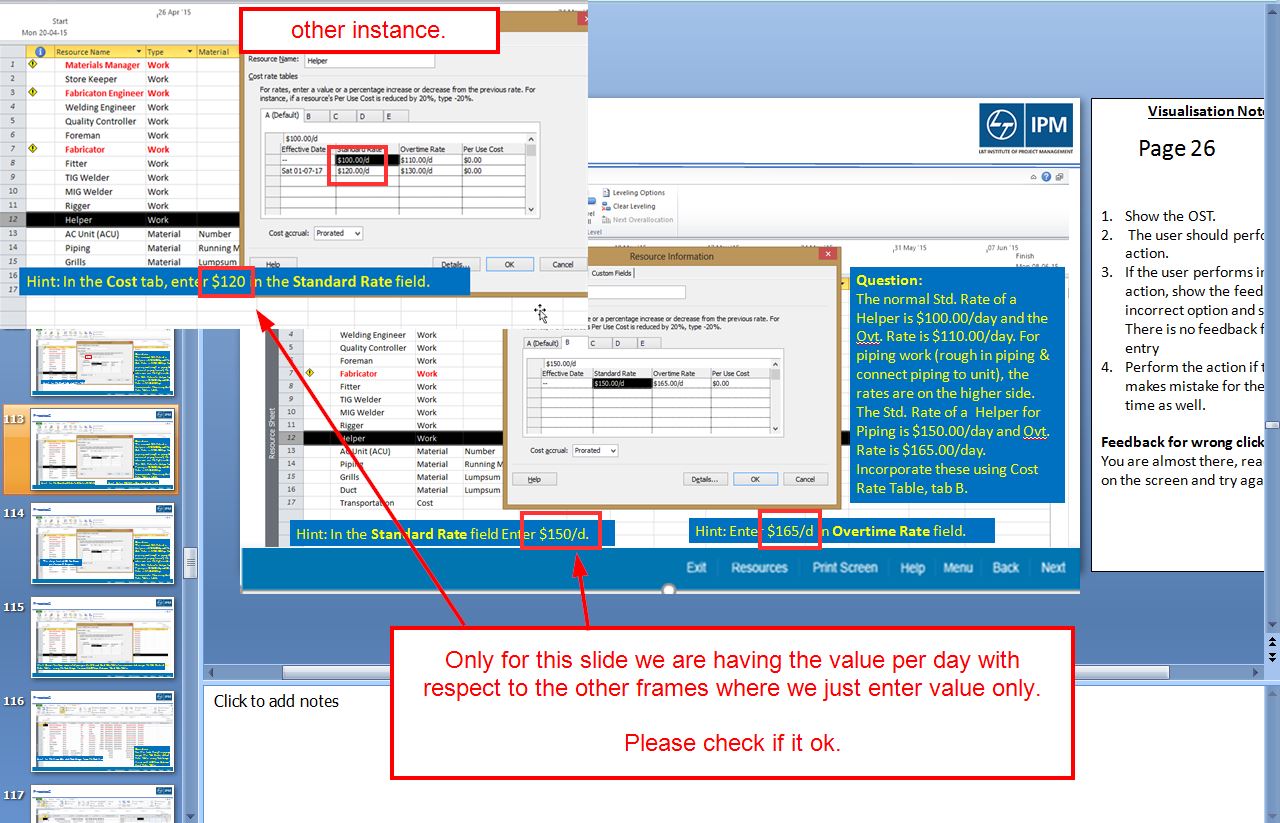 26 Apr '15
Start
Mon 20-04-15
other instance.
Resource Name Type Material
1 Materials Manager Work
2 Store Keeper Work
3 Fabricaton Engineer Work
4 Welding Engineer Work
5 Quality Controller Work
6 Foreman Work
7 Fabricator Work
8 Fitter Work
9 TIG Welder Work
10 MIG Welder Work
11 Rigger Work
12 Helper Work
13 AC Unit (ACU) Material Number
14 Piping Material Running M
15 Grills Material Lumpsum
16
17
Resource Name: Helper
Cost rate tables
For rates, enter a value or a percentage increase or decrease from the previous rate. For
instance, if a resource's Per Use Cost is reduced by 20%, type -20%.
A (Default) B C D E
$100.00/d
Effective Date Standard Rate Overtime Rate Per Use Cost
-- $100.00/d $110.00/d $0.00
Sat 01-07-17 $120.00/d $130.00/d $0.00
Cost accrual: Prorated
Help Details... OK Cancel
Hint: In the Cost tab, enter $120 in the Standard Rate field.
IPM
L&T INSTITUTE OF PROJECT MANAGEMENT
Leveling Options
Clear Leveling
Next Overallocation
Level
31 May '15 07 Jun '15
Finish
Mon 08-06-15
Resource Information
Custom Fields
or a percentage increase or decrease from the previous rate. For
's Per Use Cost is reduced by 20%, type -20%.
A (Default) B C D E
$150.00/d
Effective Date Standard Rate Overtime Rate Per Use Cost
-- $150.00/d $165.00/d $0.00
Cost accrual: Prorated
Help Details... OK Cancel
Resource Sheet
4 Welding Engineer Work
5 Quality Controller Work
6 Foreman Work
7 Fabricator Work
8 Fitter Work
9 TIG Welder Work
10 MIG Welder Work
11 Rigger Work
12 Helper Work
13 AC Unit (ACU) Material Number
14 Piping Material Running M
15 Grills Material Lumpsum
16 Duct Material Lumpsum
17 Transportation Cost
Question:
The normal Std. Rate of a
Helper is $100.00/day and the
Ovt. Rate is $110.00/day. For
piping work (rough in piping &
connect piping to unit), the
rates are on the higher side.
The Std. Rate of a Helper for
Piping is $150.00/day and Ovt.
Rate is $165.00/day.
Incorporate these using Cost
Rate Table, tab B.
Hint: In the Standard Rate field Enter $150/d.
Hint: Enter $165/d in Overtime Rate field.
Exit Resources Print Screen Help Menu Back Next
Visualisation Note
Page 26
1. Show the OST.
2. The user should perfo
action.
3. If the user performs in
action, show the feed
incorrect option and s
There is no feedback f
entry
4. Perform the action if t
makes mistake for the
time as well.
Feedback for wrong click
You are almost there, rea
on the screen and try aga
113
114
115
116
117
Only for this slide we are having the value per day with
respect to the other frames where we just enter value only.
Please check if it ok.
Click to add notes